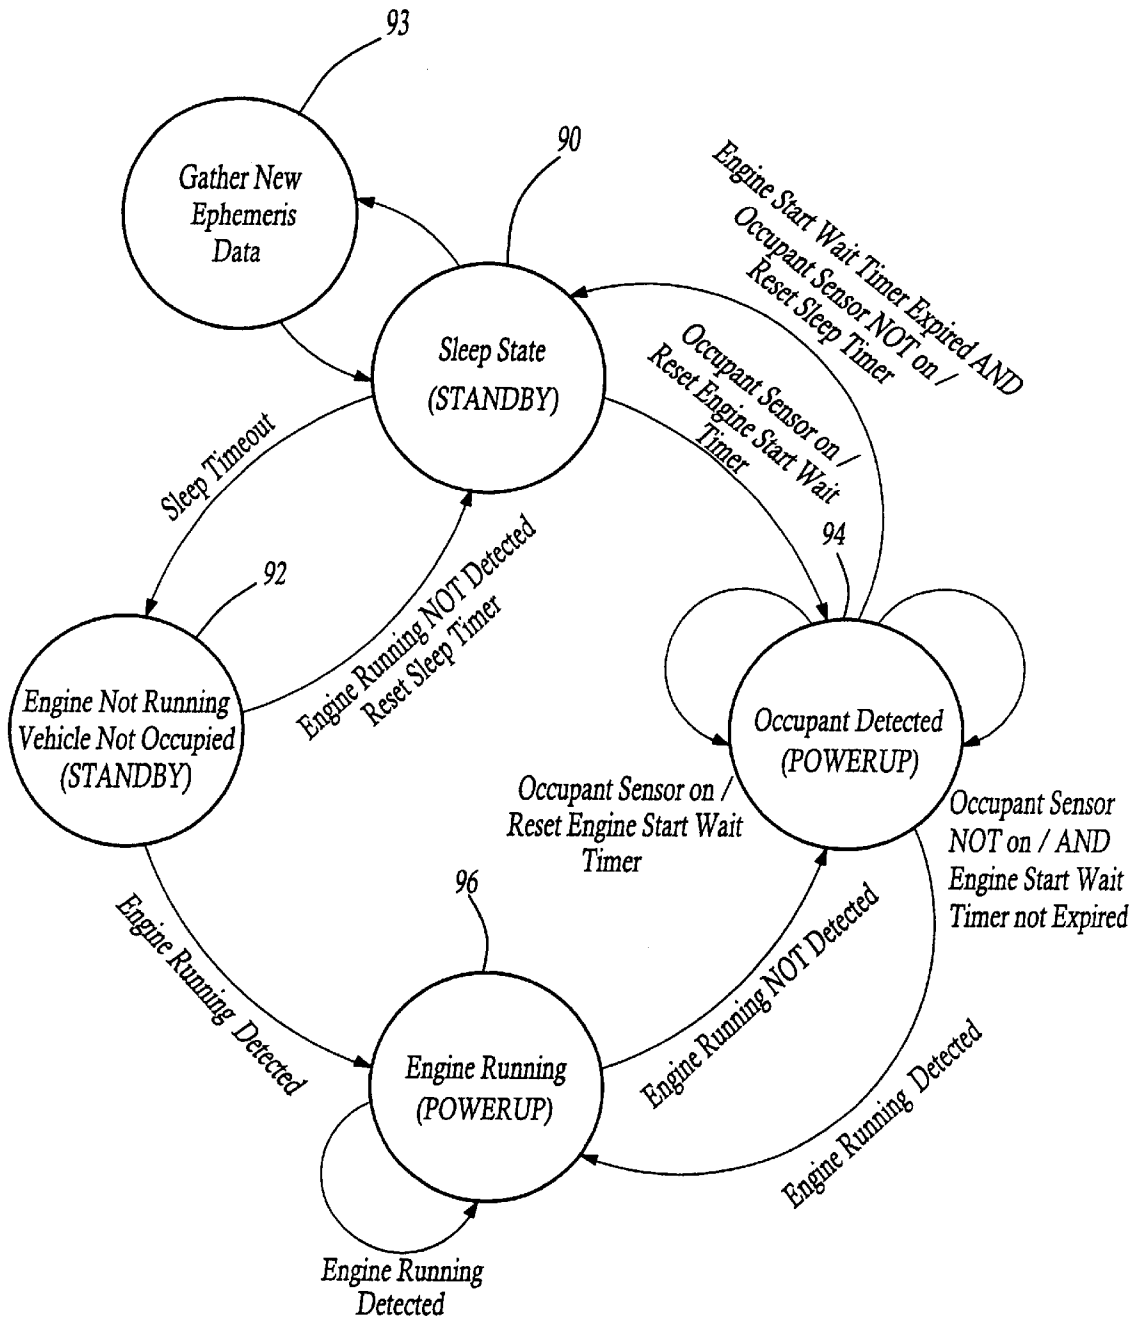 93
90
Gather New
Ephemeris
Data
Engine Start Wait Timer Expired AND
Occupant Sensor NOT on /
Reset Sleep Timer
Sleep State
(STANDBY)
Occupant Sensor on /
Reset Engine Start Wait
Timer
Sleep Timeout
94
92
Engine Running NOT Detected
Reset Sleep Timer
Engine Not Running
Vehicle Not Occupied
(STANDBY)
Occupant Detected
(POWERUP)
Occupant Sensor on /
Reset Engine Start Wait
Timer
Occupant Sensor
NOT on / AND
Engine Start Wait
Timer not Expired
96
Engine Running Detected
Engine Running NOT Detected
Engine Running Detected
Engine Running
(POWERUP)
Engine Running
Detected